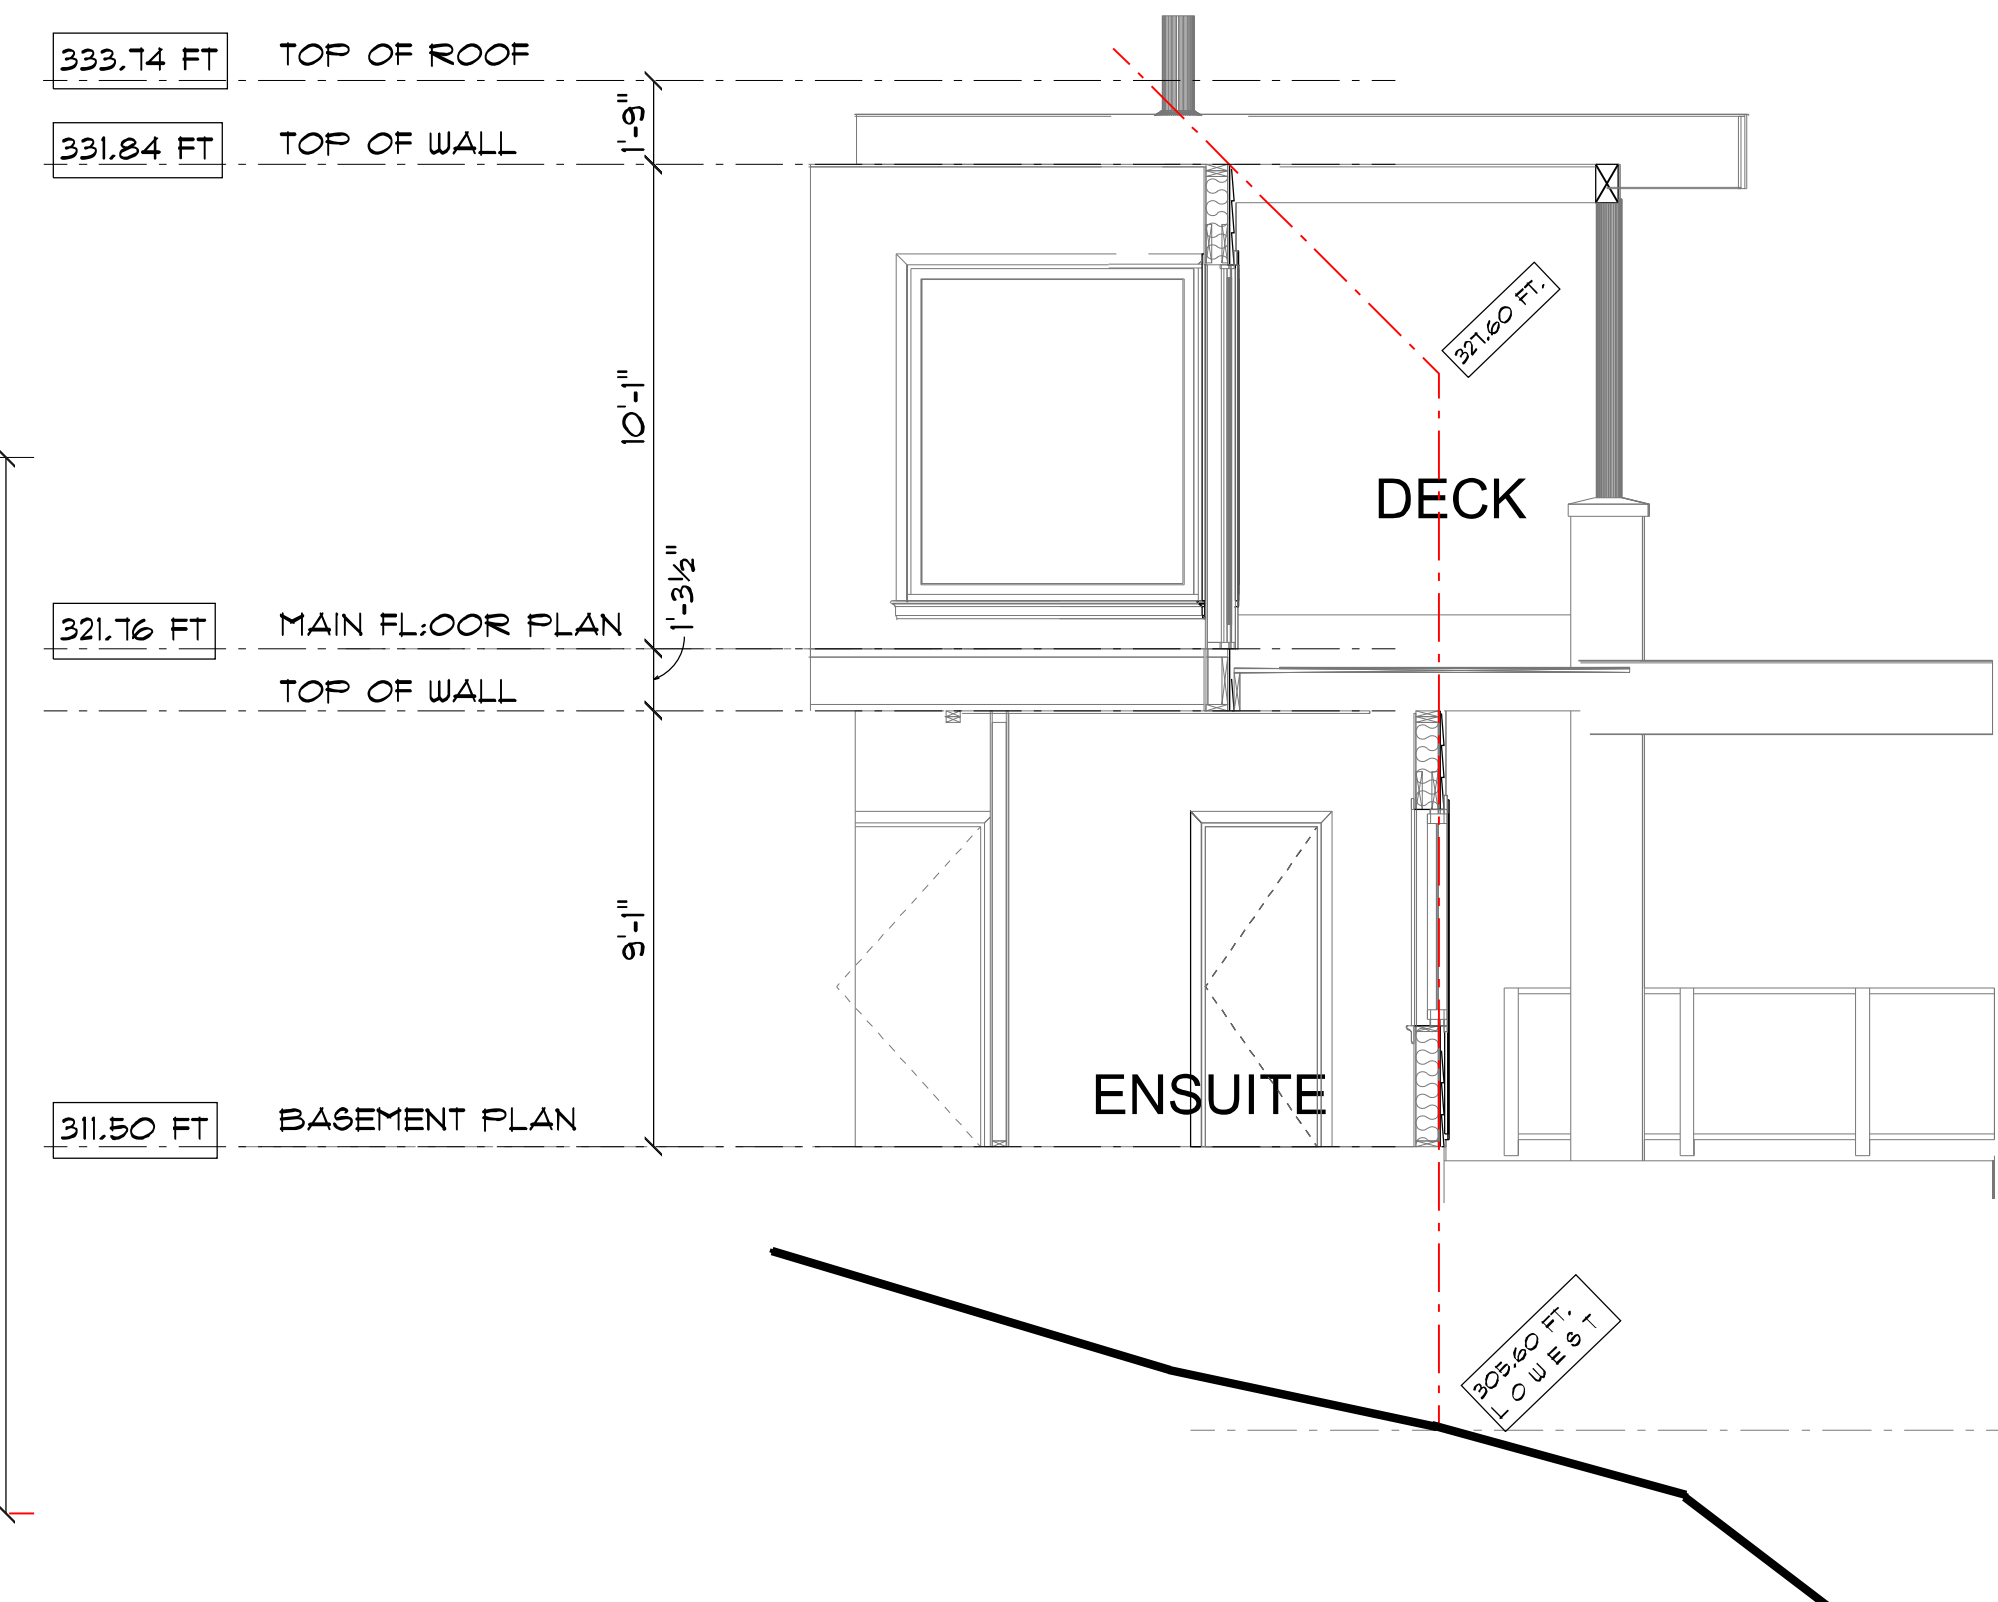 333.74 FT TOP OF ROOF
1'-9"
331.84 FT TOP OF WALL
327.60 FT.
10'-1"
DECK
1'-3½"
321.76 FT MAIN FL:OOR PLAN
TOP OF WALL
9'-1"
ENSUITE
311.50 FT BASEMENT PLAN
305.60 FT.
LOWEST